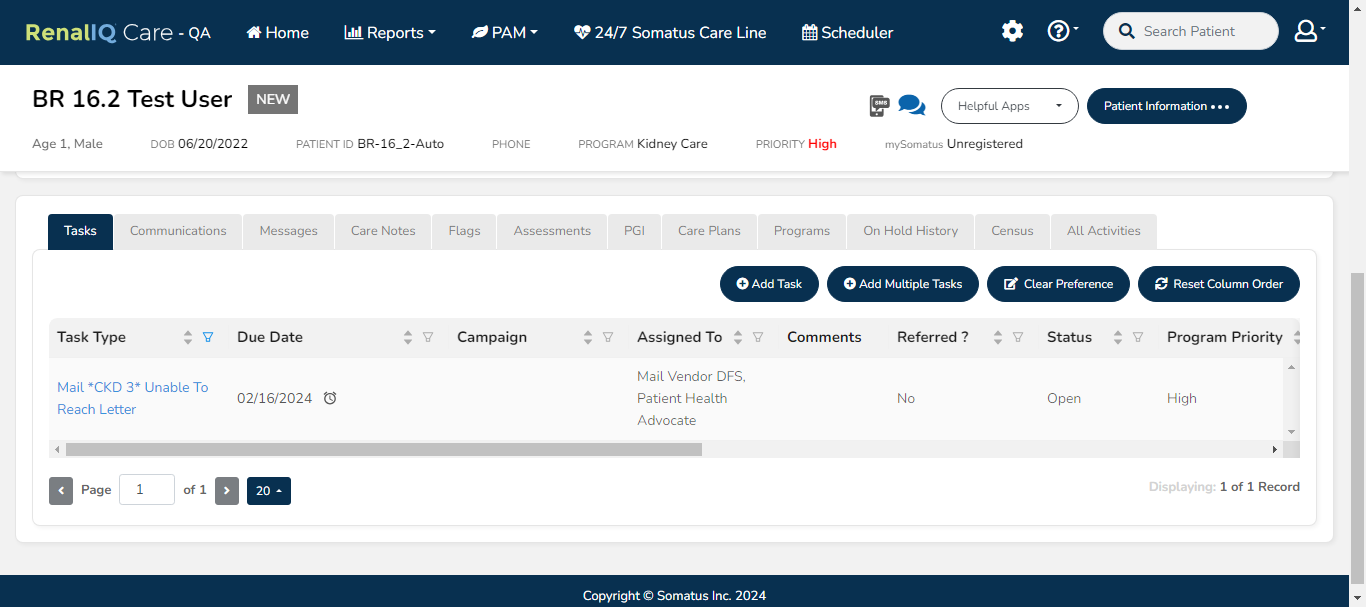 RenalIQ Care - QA Home Reports PAM 24/7 Somatus Care Line Scheduler Search Patient
BR 16.2 Test User NEW SMS Helpful Apps Patient Information
Age 1, Male DOB 06/20/2022 PATIENT ID BR-16_2-Auto PHONE PROGRAM Kidney Care PRIORITY High mySomatus Unregistered
Tasks Communications Messages Care Notes Flags Assessments PGI Care Plans Programs On Hold History Census All Activities
Add Task Add Multiple Tasks Clear Preference Reset Column Order
Task Type Due Date Campaign Assigned To Comments Referred ? Status Program Priority
Mail *CKD 3* Unable To
Reach Letter
02/16/2024
Mail Vendor DFS,
Patient Health
Advocate
No
Open
High
Page 1 of 1 20 Displaying: 1 of 1 Record
Copyright © Somatus Inc. 2024